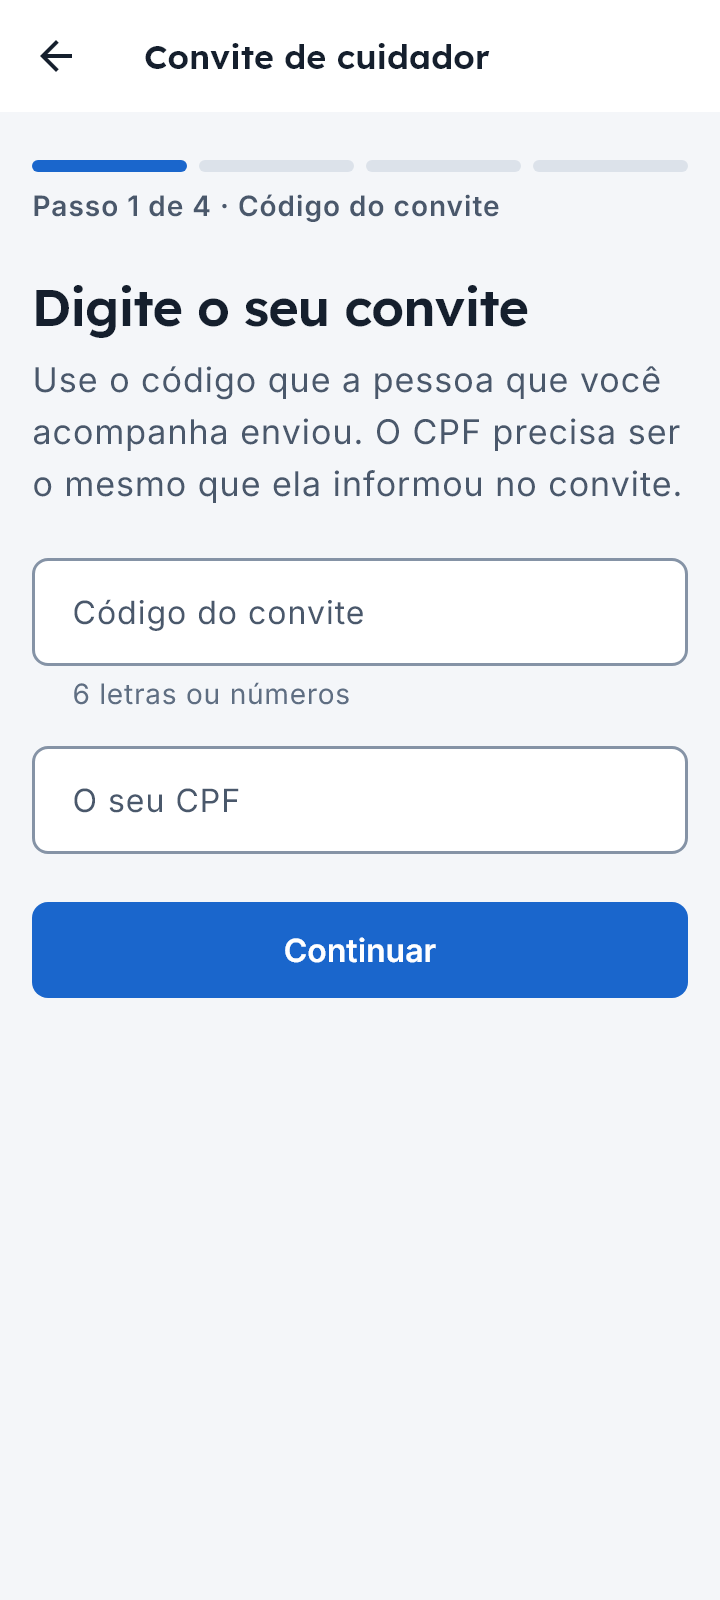 Convite de cuidador
Passo 1 de 4 · Código do convite
Digite o seu convite
Use o código que a pessoa que você
acompanha enviou. O CPF precisa ser
o mesmo que ela informou no convite.
Código do convite
6 letras ou números
O seu CPF
Continuar